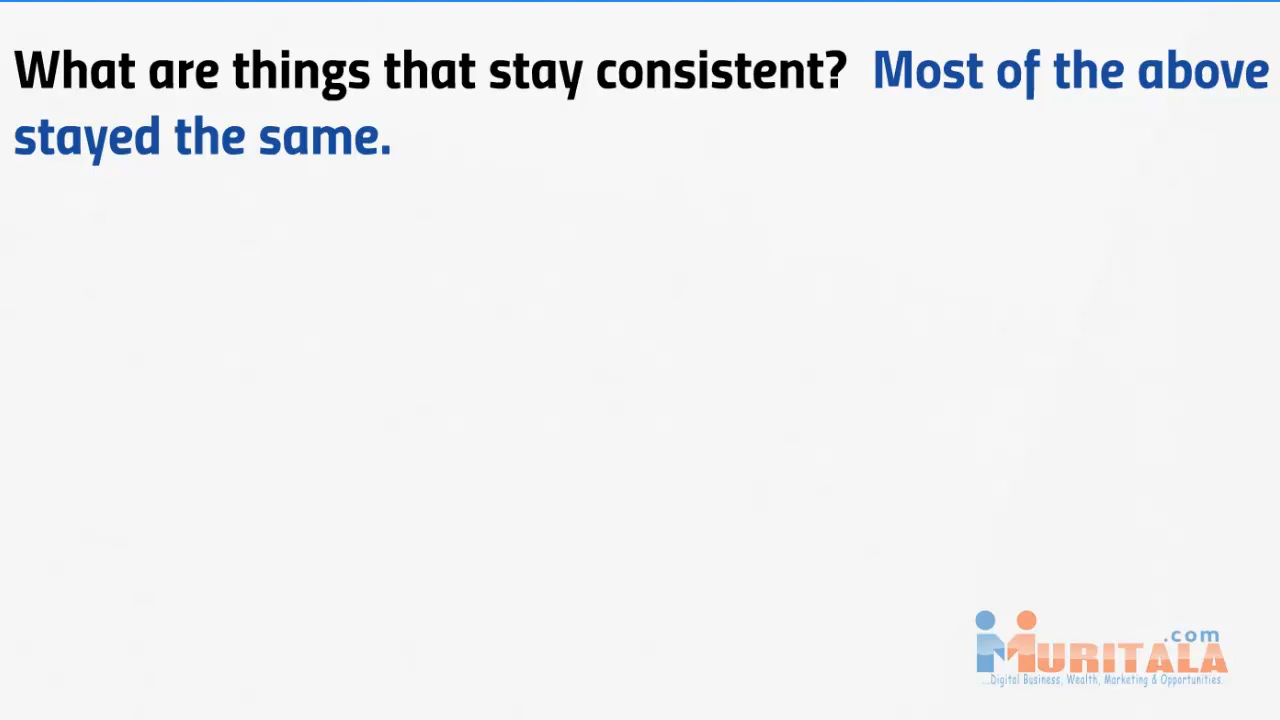 What are things that stay consistent? Most of the above
stayed the same.
.com
MURITALA
...Digital Business, Wealth, Marketing & Opportunities.